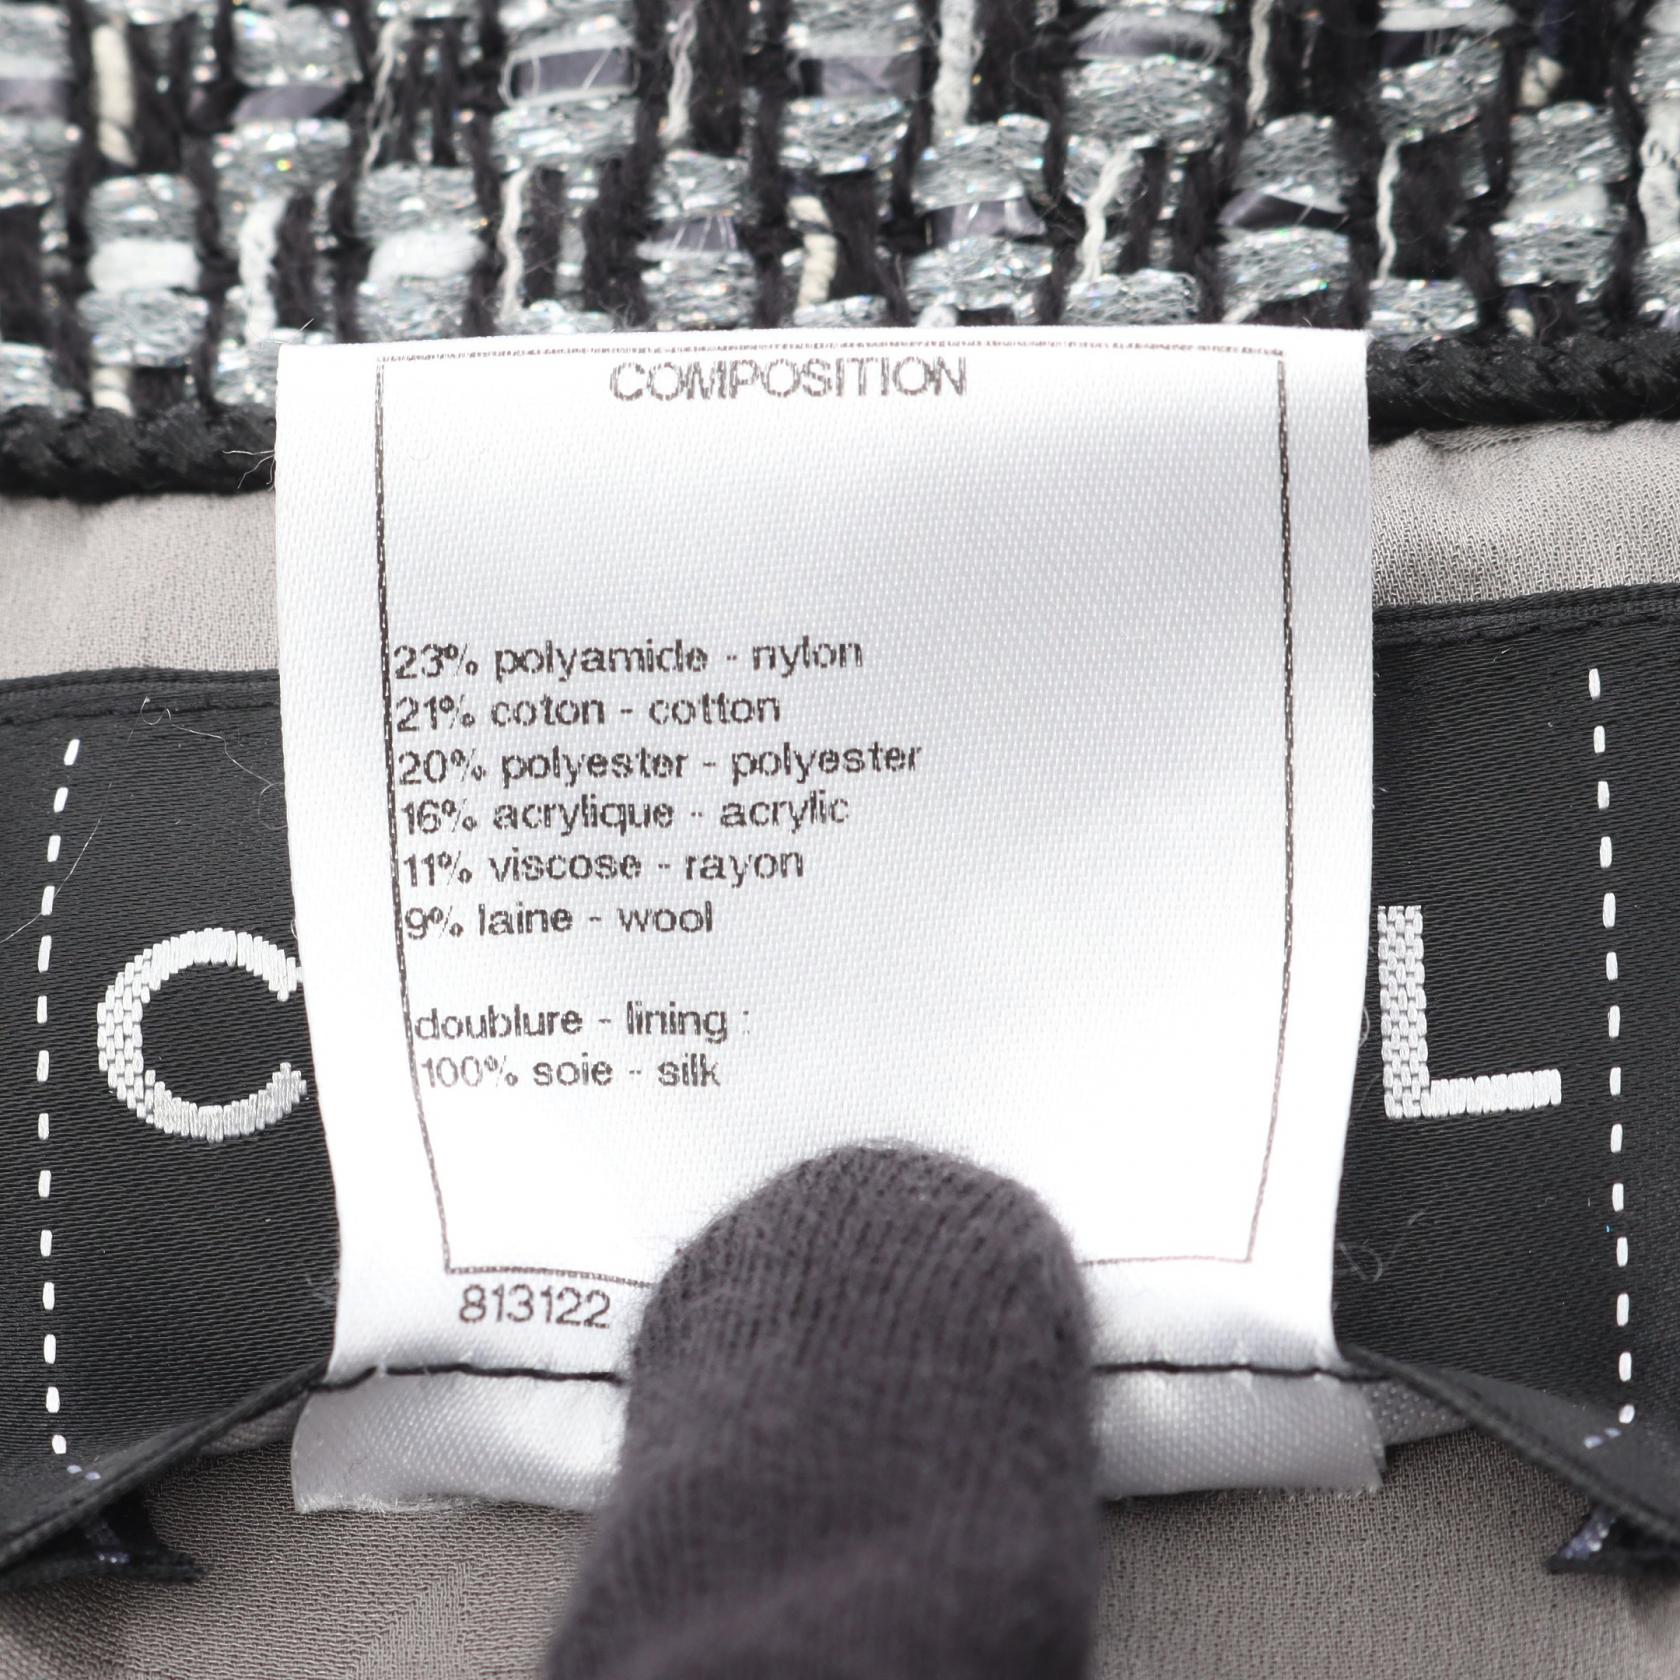 COMPOSITION
23% polyamide - nylon
21% coton - cotton
20% polyester - polyester
16% acrylique - acrylic
11% viscose - rayon
9% laine - wool
doublure - lining :
100% soie - silk
C L
813122